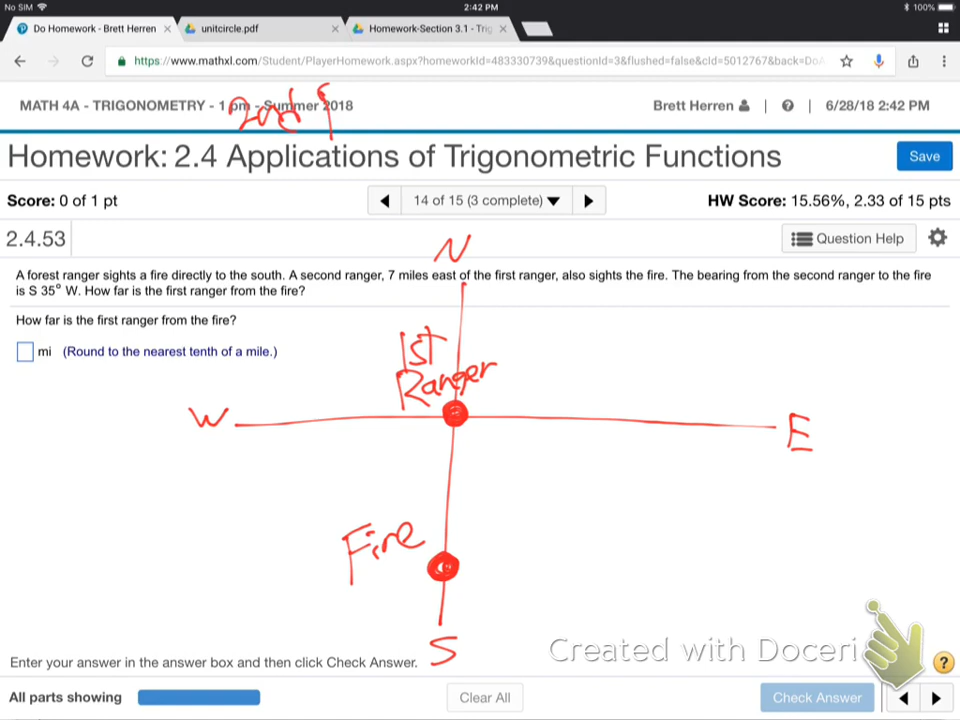 No SIM
2:42 PM
100%
Do Homework - Brett Herren
unitcircle.pdf
Homework-Section 3.1 - Trig
https://www.mathxl.com/Student/PlayerHomework.aspx?homeworkId=483330739&questionId=3&flushed=false&cId=5012767&back=DoA
MATH 4A - TRIGONOMETRY - 1 pm - Summer 2018
Brett Herren | ? | 6/28/18 2:42 PM
Homework: 2.4 Applications of Trigonometric Functions
Save
Score: 0 of 1 pt
14 of 15 (3 complete)
HW Score: 15.56%, 2.33 of 15 pts
2.4.53
Question Help
N
A forest ranger sights a fire directly to the south. A second ranger, 7 miles east of the first ranger, also sights the fire. The bearing from the second ranger to the fire
is S 35° W. How far is the first ranger from the fire?
How far is the first ranger from the fire?
mi (Round to the nearest tenth of a mile.)
1st
Ranger
W
E
Fire
S
Created with Doceri
Enter your answer in the answer box and then click Check Answer.
?
All parts showing
Clear All
Check Answer